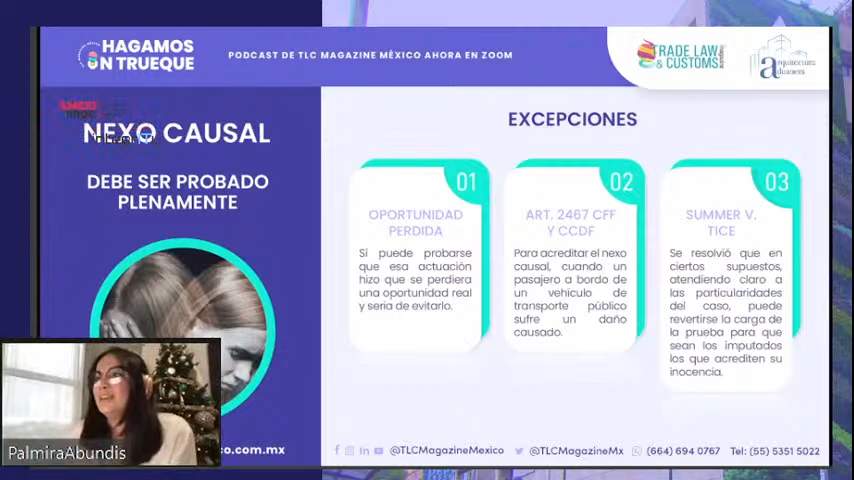 HAGAMOS
UN TRUEQUE
PODCAST DE TLC MAGAZINE MÉXICO AHORA EN ZOOM
TRADE LAW
& CUSTOMS
arquitectura
aduanera
NEXO CAUSAL
DEBE SER PROBADO
PLENAMENTE
EXCEPCIONES
01
OPORTUNIDAD
PERDIDA
Sí puede probarse
que esa actuación
hizo que se perdiera
una oportunidad real
y seria de evitarlo.
02
ART. 2467 CFF
Y CCDF
Para acreditar el nexo
causal, cuando un
pasajero a bordo de
un vehículo de
transporte público
sufre un daño
causado.
03
SUMMER V.
TICE
Se resolvió que en
ciertos supuestos,
atendiendo claro a
las particularidades
del caso, puede
revertirse la carga de
la prueba para que
sean los imputados
los que acrediten su
inocencia.
PalmiraAbundis
co.com.mx
@TLCMagazineMexico
@TLCMagazineMx
(664) 694 0767
Tel: (55) 5351 5022